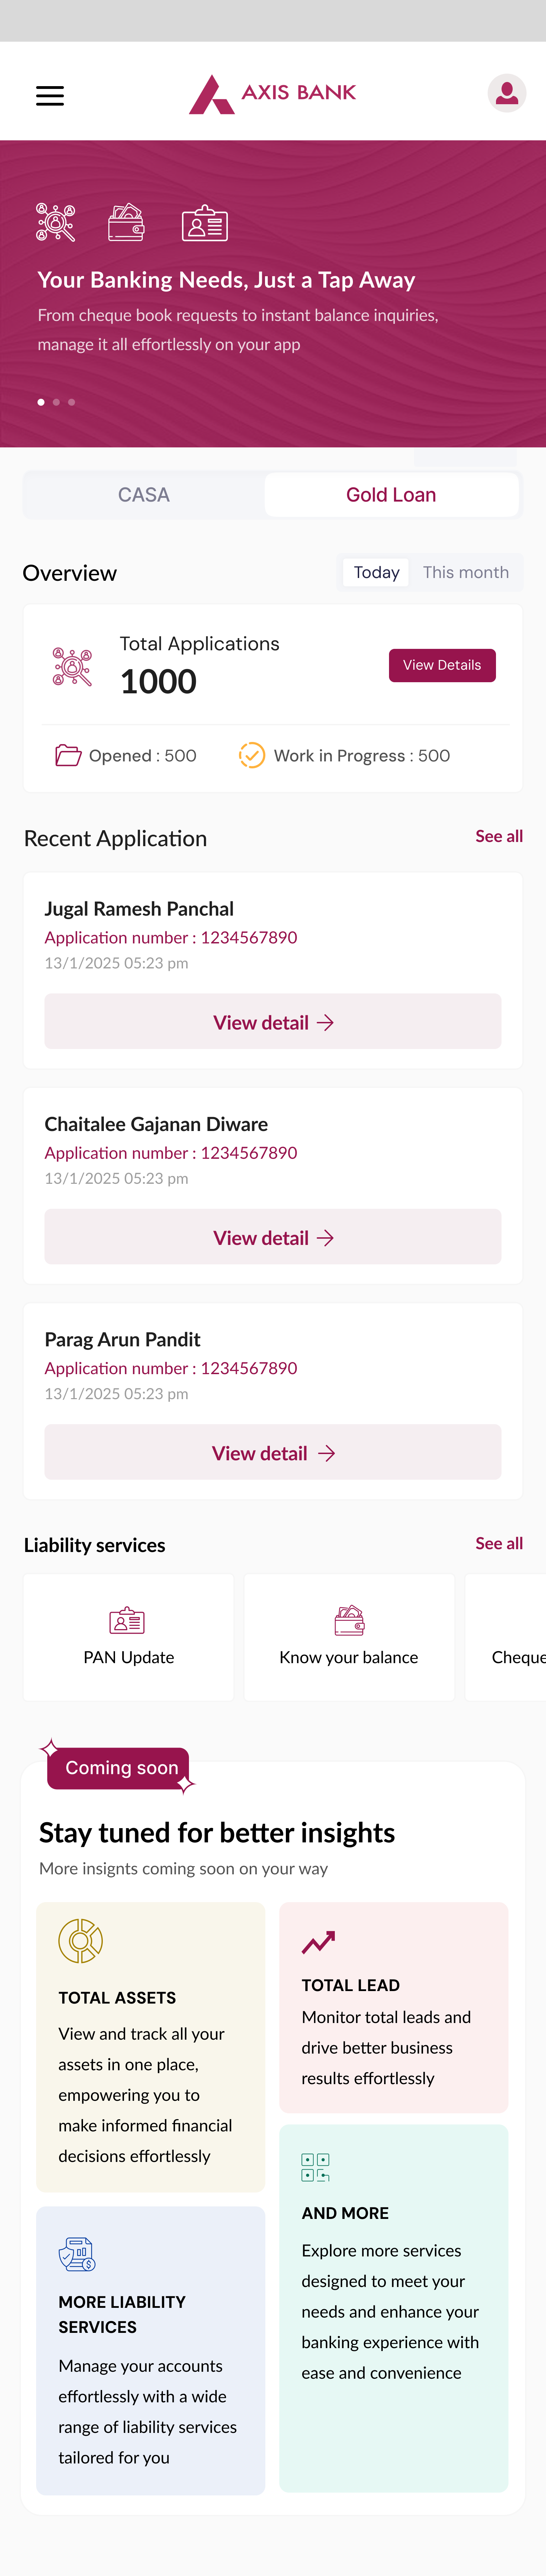 AXIS BANK
Your Banking Needs, Just a Tap Away
From cheque book requests to instant balance inquiries,
manage it all effortlessly on your app
CASA
Gold Loan
Overview
Today
This month
Total Applications
1000
View Details
Opened : 500
Work in Progress : 500
Recent Application
See all
Jugal Ramesh Panchal
Application number : 1234567890
13/1/2025 05:23 pm
View detail →
Chaitalee Gajanan Diware
Application number : 1234567890
13/1/2025 05:23 pm
View detail →
Parag Arun Pandit
Application number : 1234567890
13/1/2025 05:23 pm
View detail →
Liability services
See all
PAN Update
Know your balance
Cheque
Coming soon
Stay tuned for better insights
More insignts coming soon on your way
TOTAL ASSETS
View and track all your
assets in one place,
empowering you to
make informed financial
decisions effortlessly
TOTAL LEAD
Monitor total leads and
drive better business
results effortlessly
MORE LIABILITY
SERVICES
Manage your accounts
effortlessly with a wide
range of liability services
tailored for you
AND MORE
Explore more services
designed to meet your
needs and enhance your
banking experience with
ease and convenience